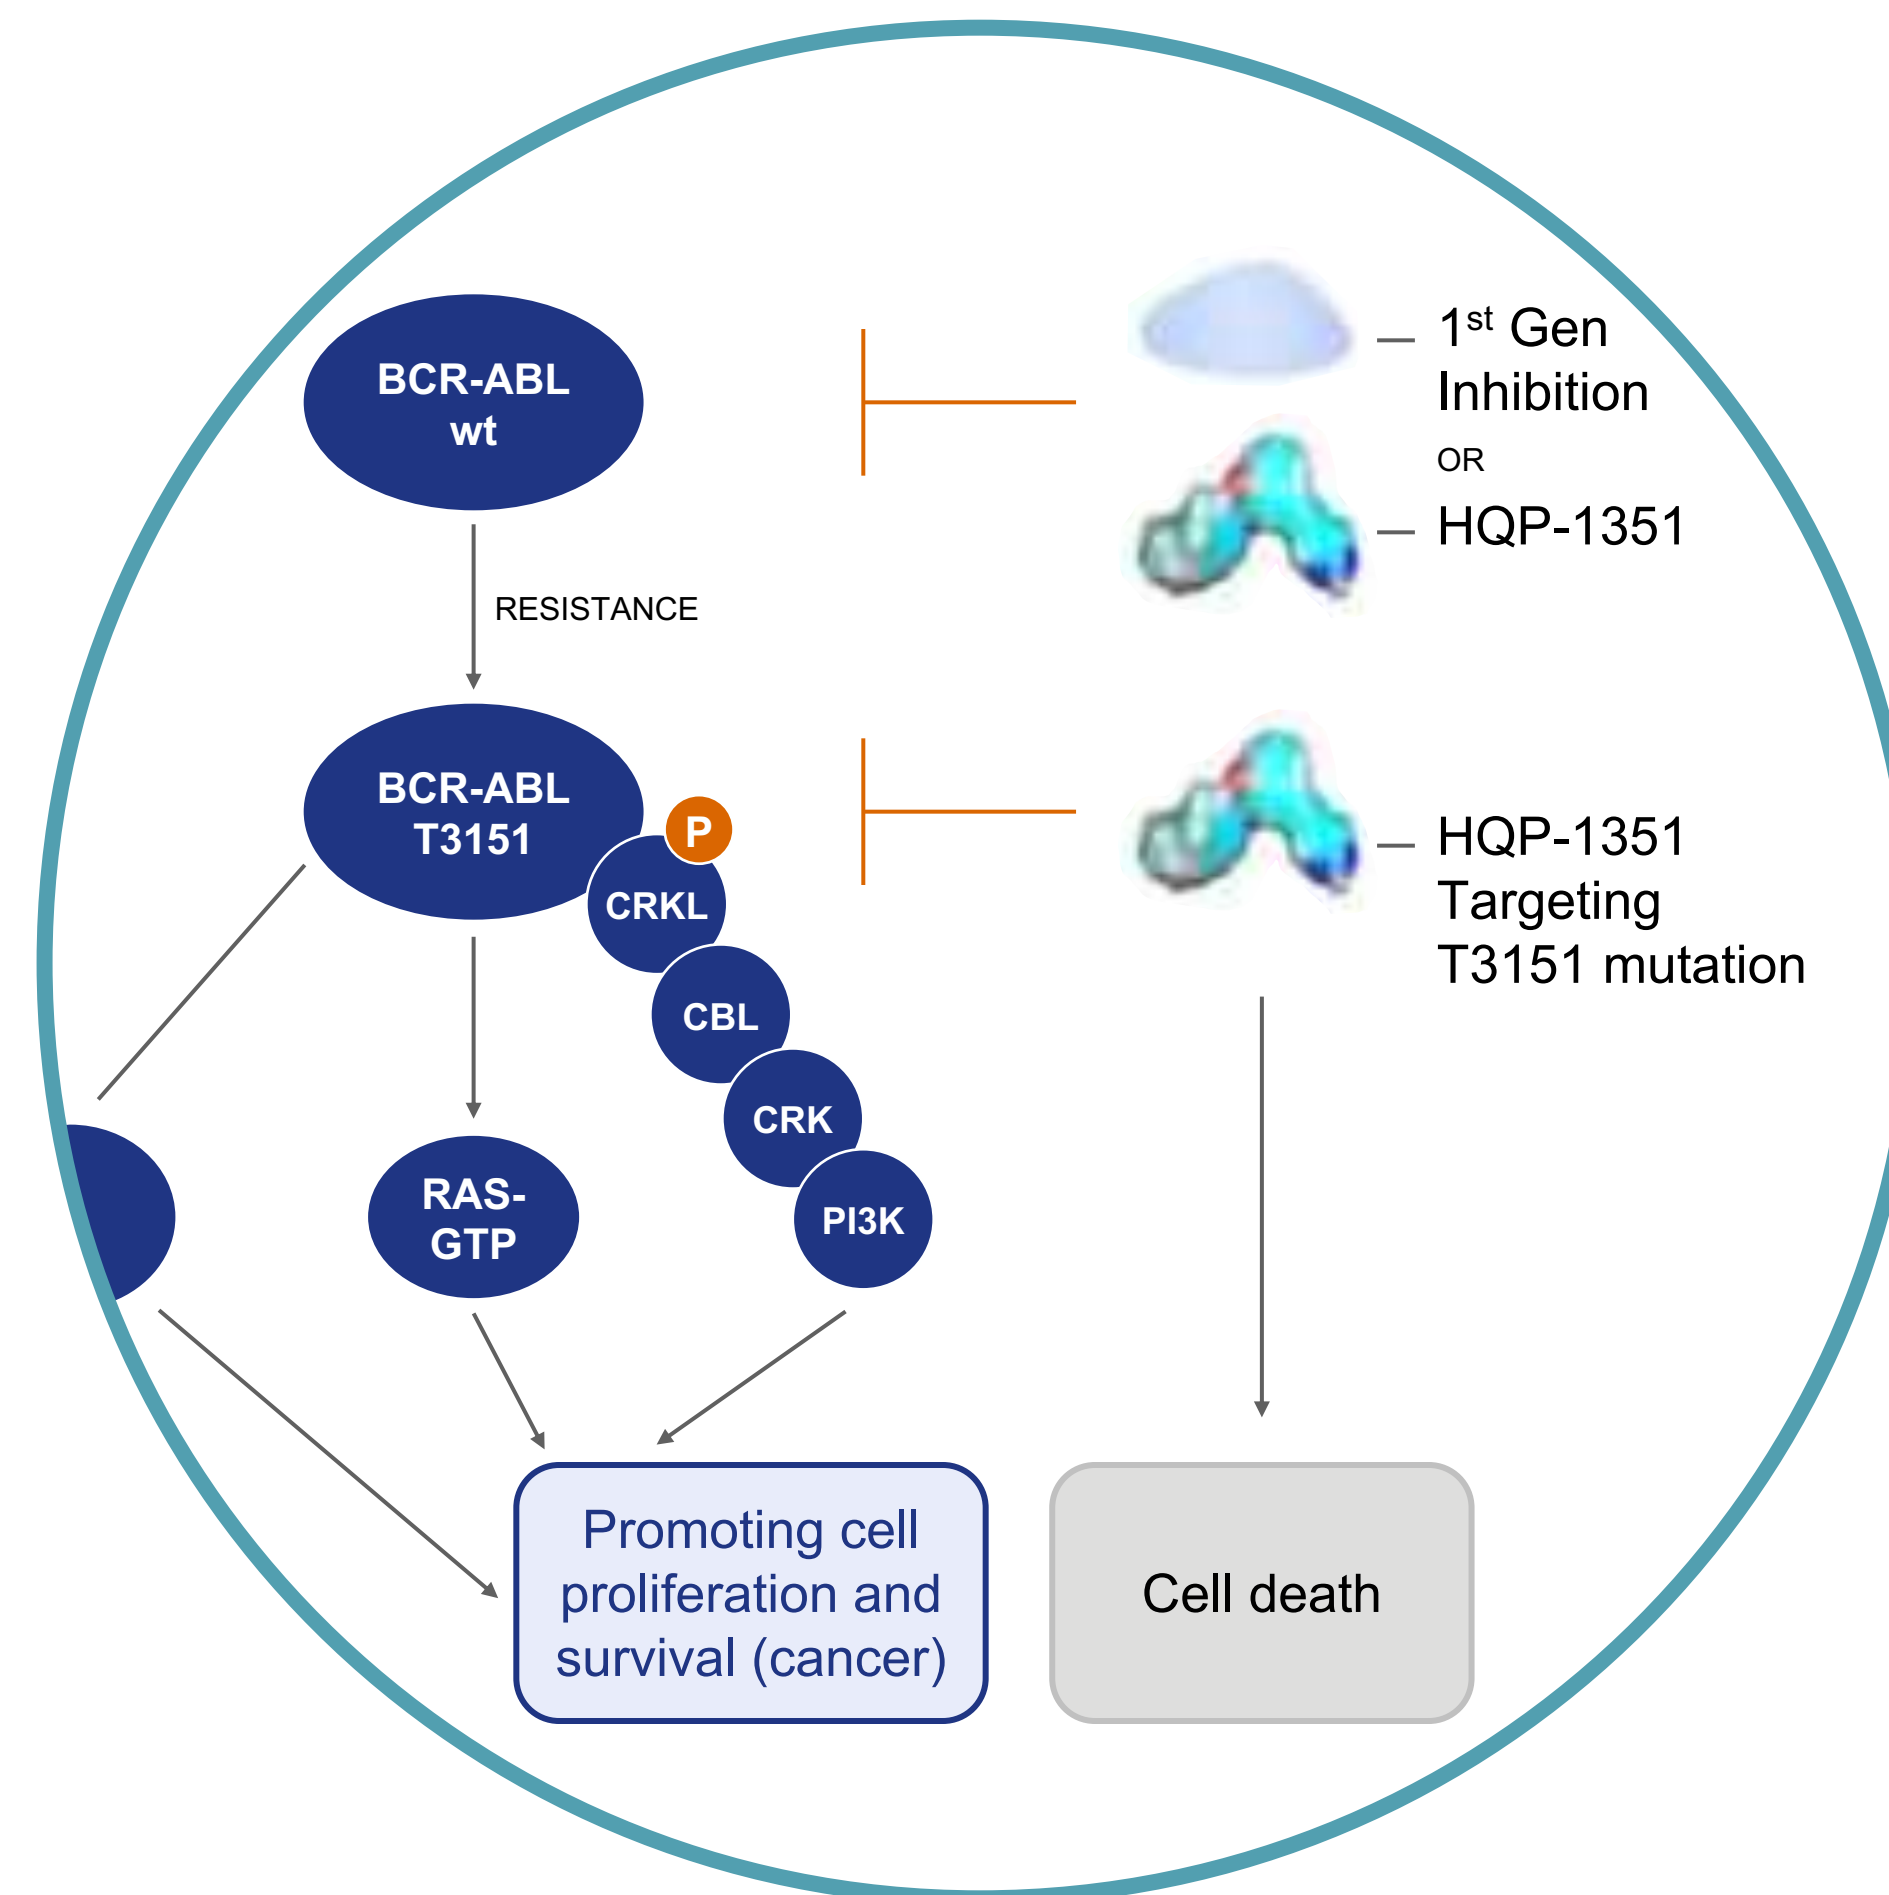 BCR-ABL
wt
1st Gen
Inhibition
OR
HQP-1351
RESISTANCE
BCR-ABL
T3151
P
CRKL
CBL
CRK
PI3K
HQP-1351
Targeting
T3151 mutation
RAS-
GTP
Promoting cell
proliferation and
survival (cancer)
Cell death